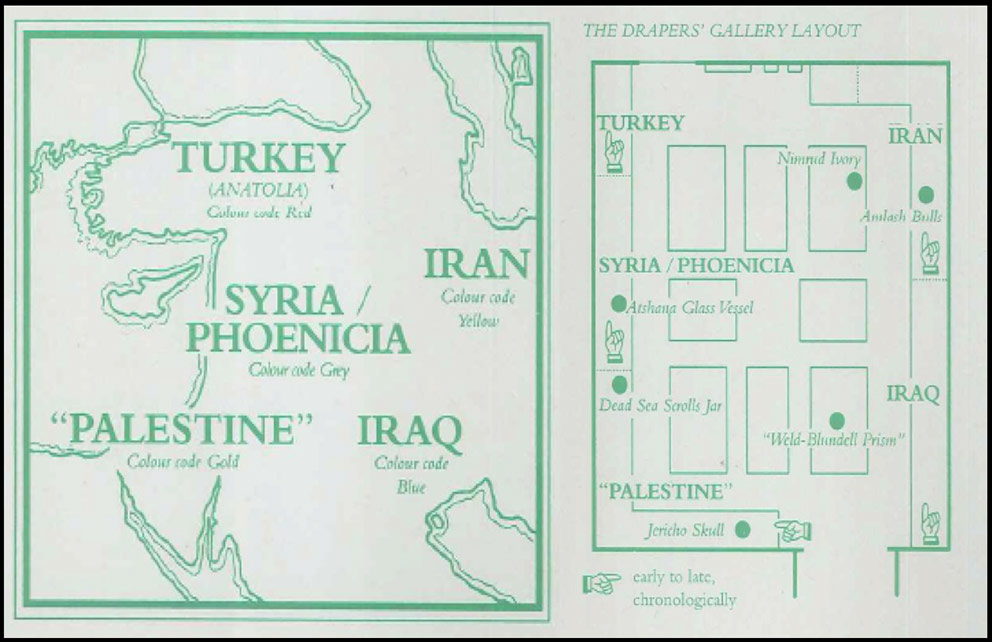 TURKEY
(ANATOLIA)
Colour code Red
IRAN
Colour code
Yellow
SYRIA /
PHOENICIA
Colour code Grey
"PALESTINE"
Colour code Gold
IRAQ
Colour code
Blue
THE DRAPERS' GALLERY LAYOUT
TURKEY
IRAN
Nimrud Ivory
Amlash Bulls
SYRIA / PHOENICIA
Atshana Glass Vessel
IRAQ
Dead Sea Scrolls Jar
"Weld-Blundell Prism"
"PALESTINE"
Jericho Skull
early to late,
chronologically